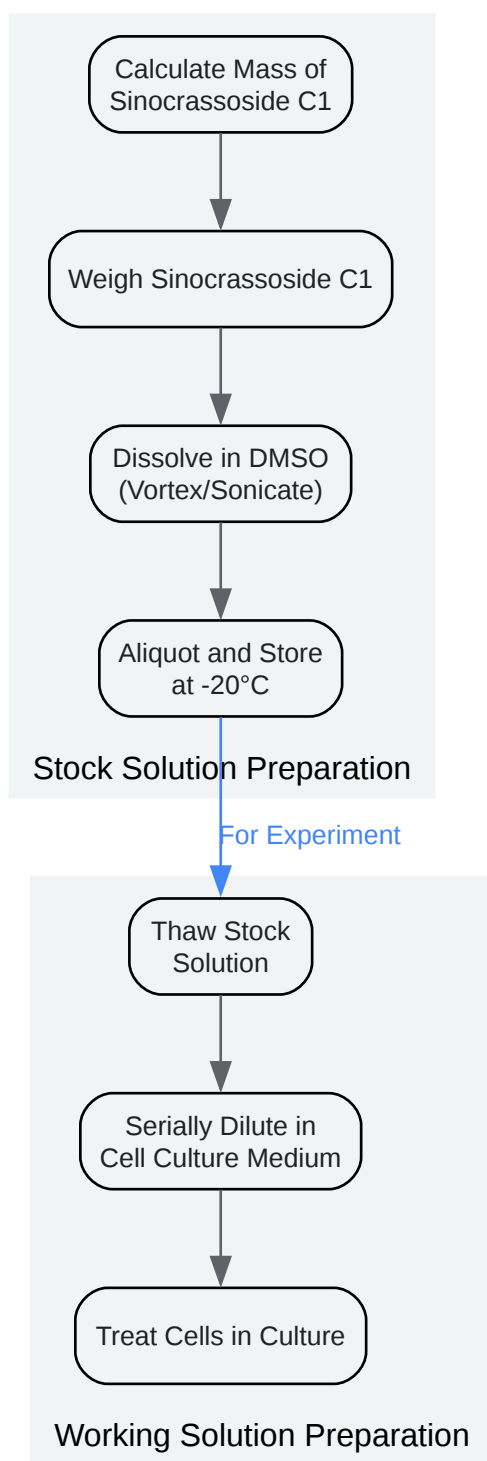 Calculate Mass of
Sinocrassoside C1
Weigh Sinocrassoside C1
Dissolve in DMSO
(Vortex/Sonicate)
Aliquot and Store
at -20°C
Stock Solution Preparation
For Experiment
Thaw Stock
Solution
Serially Dilute in
Cell Culture Medium
Treat Cells in Culture
Working Solution Preparation